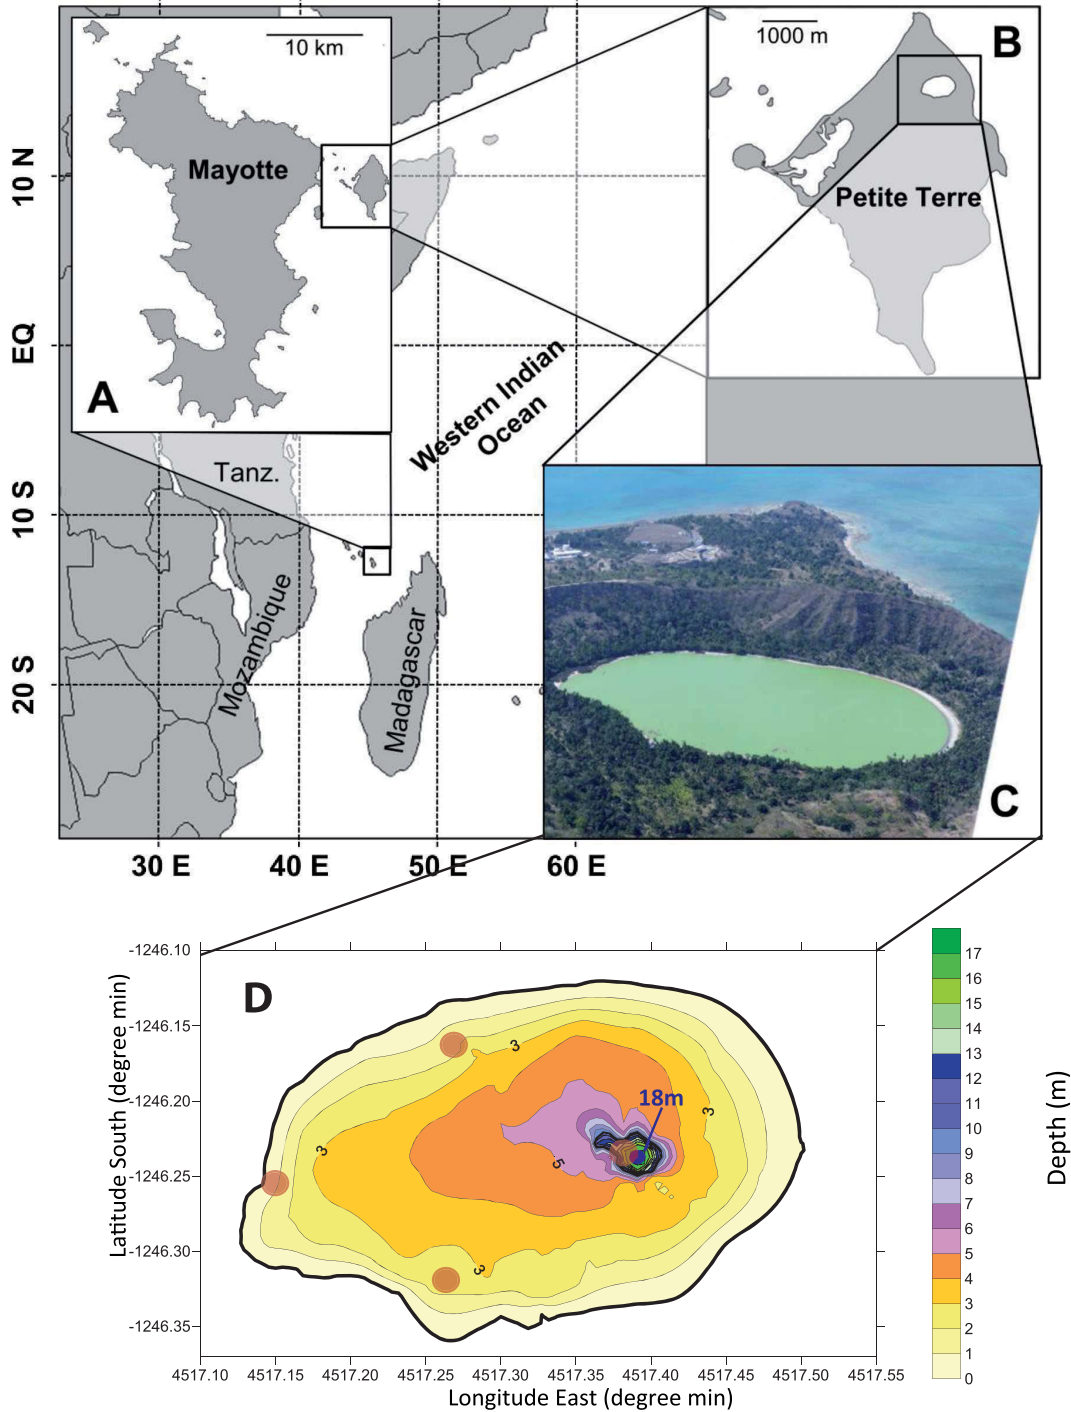 10 km
Mayotte
A
1000 m
B
Petite Terre
10 N
EQ
10 S
20 S
Western Indian
Ocean
Tanz.
Mozambique
Madagascar
C
30 E
40 E
50 E
60 E
D
-1246.10
-1246.15
-1246.20
-1246.25
-1246.30
-1246.35
Latitude South (degree min)
3
3
3
3
5
18m
4517.10
4517.15
4517.20
4517.25
4517.30
4517.35
4517.40
4517.45
4517.50
4517.55
Longitude East (degree min)
17
16
15
14
13
12
11
10
9
8
7
6
5
4
3
2
1
0
Depth (m)